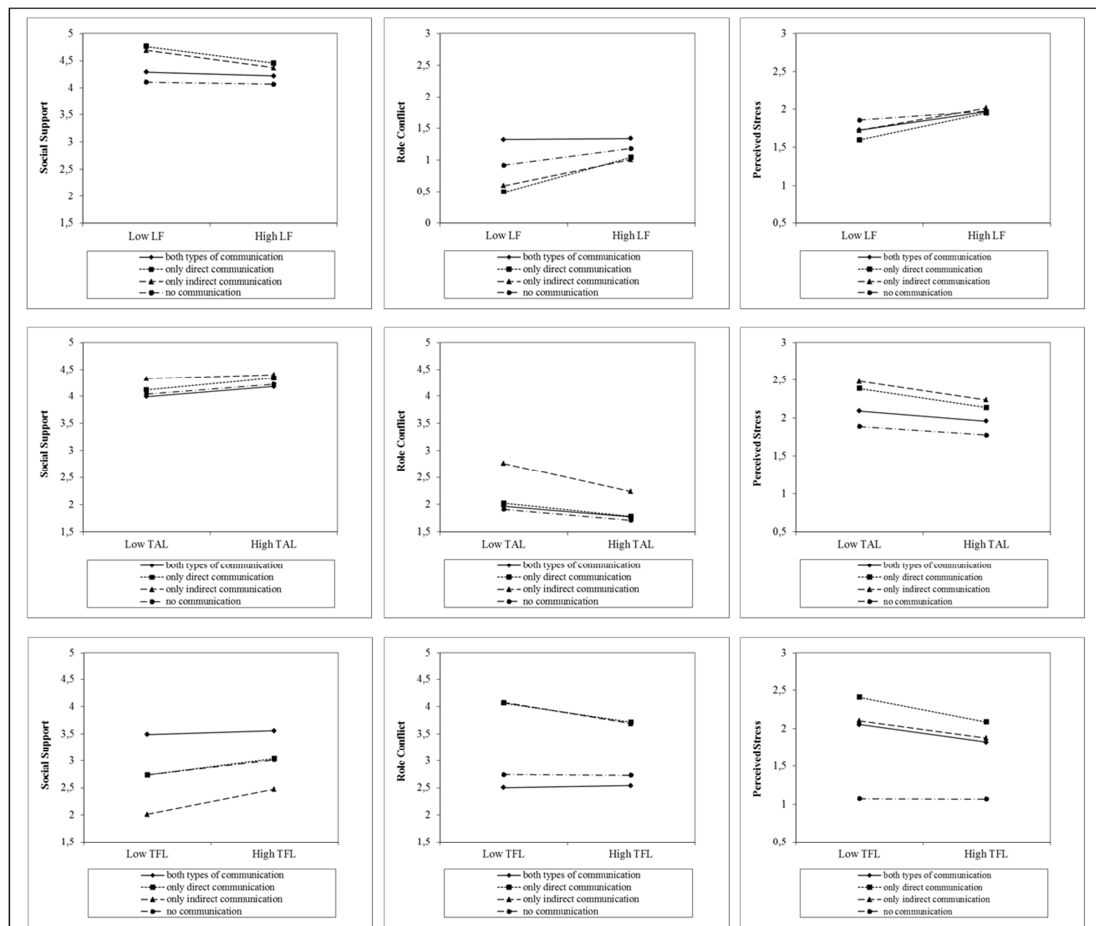 Social Support
5
4,5
4
3,5
3
2,5
2
1,5
Low LF High LF
both types of communication
only direct communication
only indirect communication
no communication
Role Conflict
3
2,5
2
1,5
1
0,5
0
Low LF High LF
both types of communication
only direct communication
only indirect communication
no communication
Perceived Stress
3
2,5
2
1,5
1
0,5
Low LF High LF
both types of communication
only direct communication
only indirect communication
no communication
Social Support
5
4,5
4
3,5
3
2,5
2
1,5
Low TAL High TAL
both types of communication
only direct communication
only indirect communication
no communication
Role Conflict
5
4,5
4
3,5
3
2,5
2
1,5
Low TAL High TAL
both types of communication
only direct communication
only indirect communication
no communication
Perceived Stress
3
2,5
2
1,5
1
0,5
Low TAL High TAL
both types of communication
only direct communication
only indirect communication
no communication
Social Support
5
4,5
4
3,5
3
2,5
2
1,5
Low TFL High TFL
both types of communication
only direct communication
only indirect communication
no communication
Role Conflict
5
4,5
4
3,5
3
2,5
2
1,5
Low TFL High TFL
both types of communication
only direct communication
only indirect communication
no communication
Perceived Stress
3
2,5
2
1,5
1
0,5
Low TFL High TFL
both types of communication
only direct communication
only indirect communication
no communication